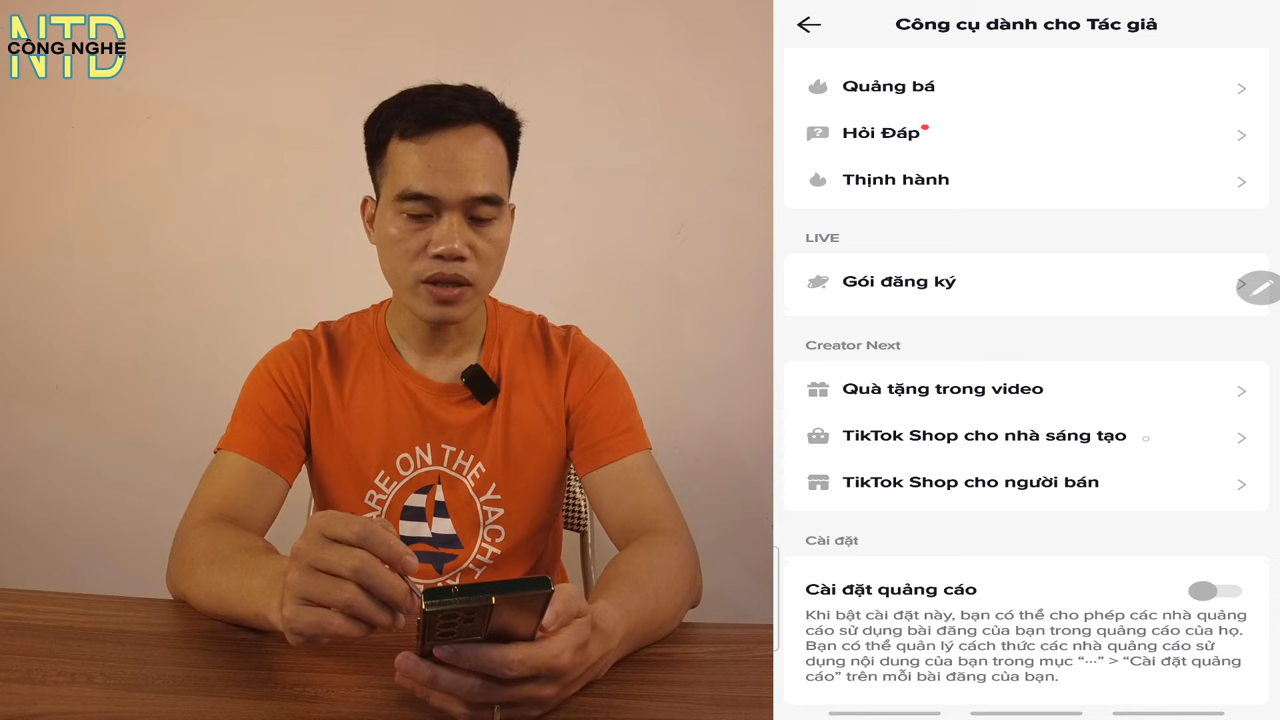 NTD
CÔNG NGHỆ
ARE ON THE YACHT
Công cụ dành cho Tác giả
Quảng bá
Hỏi Đáp
Thịnh hành
LIVE
Gói đăng ký
Creator Next
Quà tặng trong video
TikTok Shop cho nhà sáng tạo
TikTok Shop cho người bán
Cài đặt
Cài đặt quảng cáo
Khi bật cài đặt này, bạn có thể cho phép các nhà quảng
cáo sử dụng bài đăng của bạn trong quảng cáo của họ.
Bạn có thể quản lý cách thức các nhà quảng cáo sử
dụng nội dung của bạn trong mục “···” > “Cài đặt quảng
cáo” trên mỗi bài đăng của bạn.